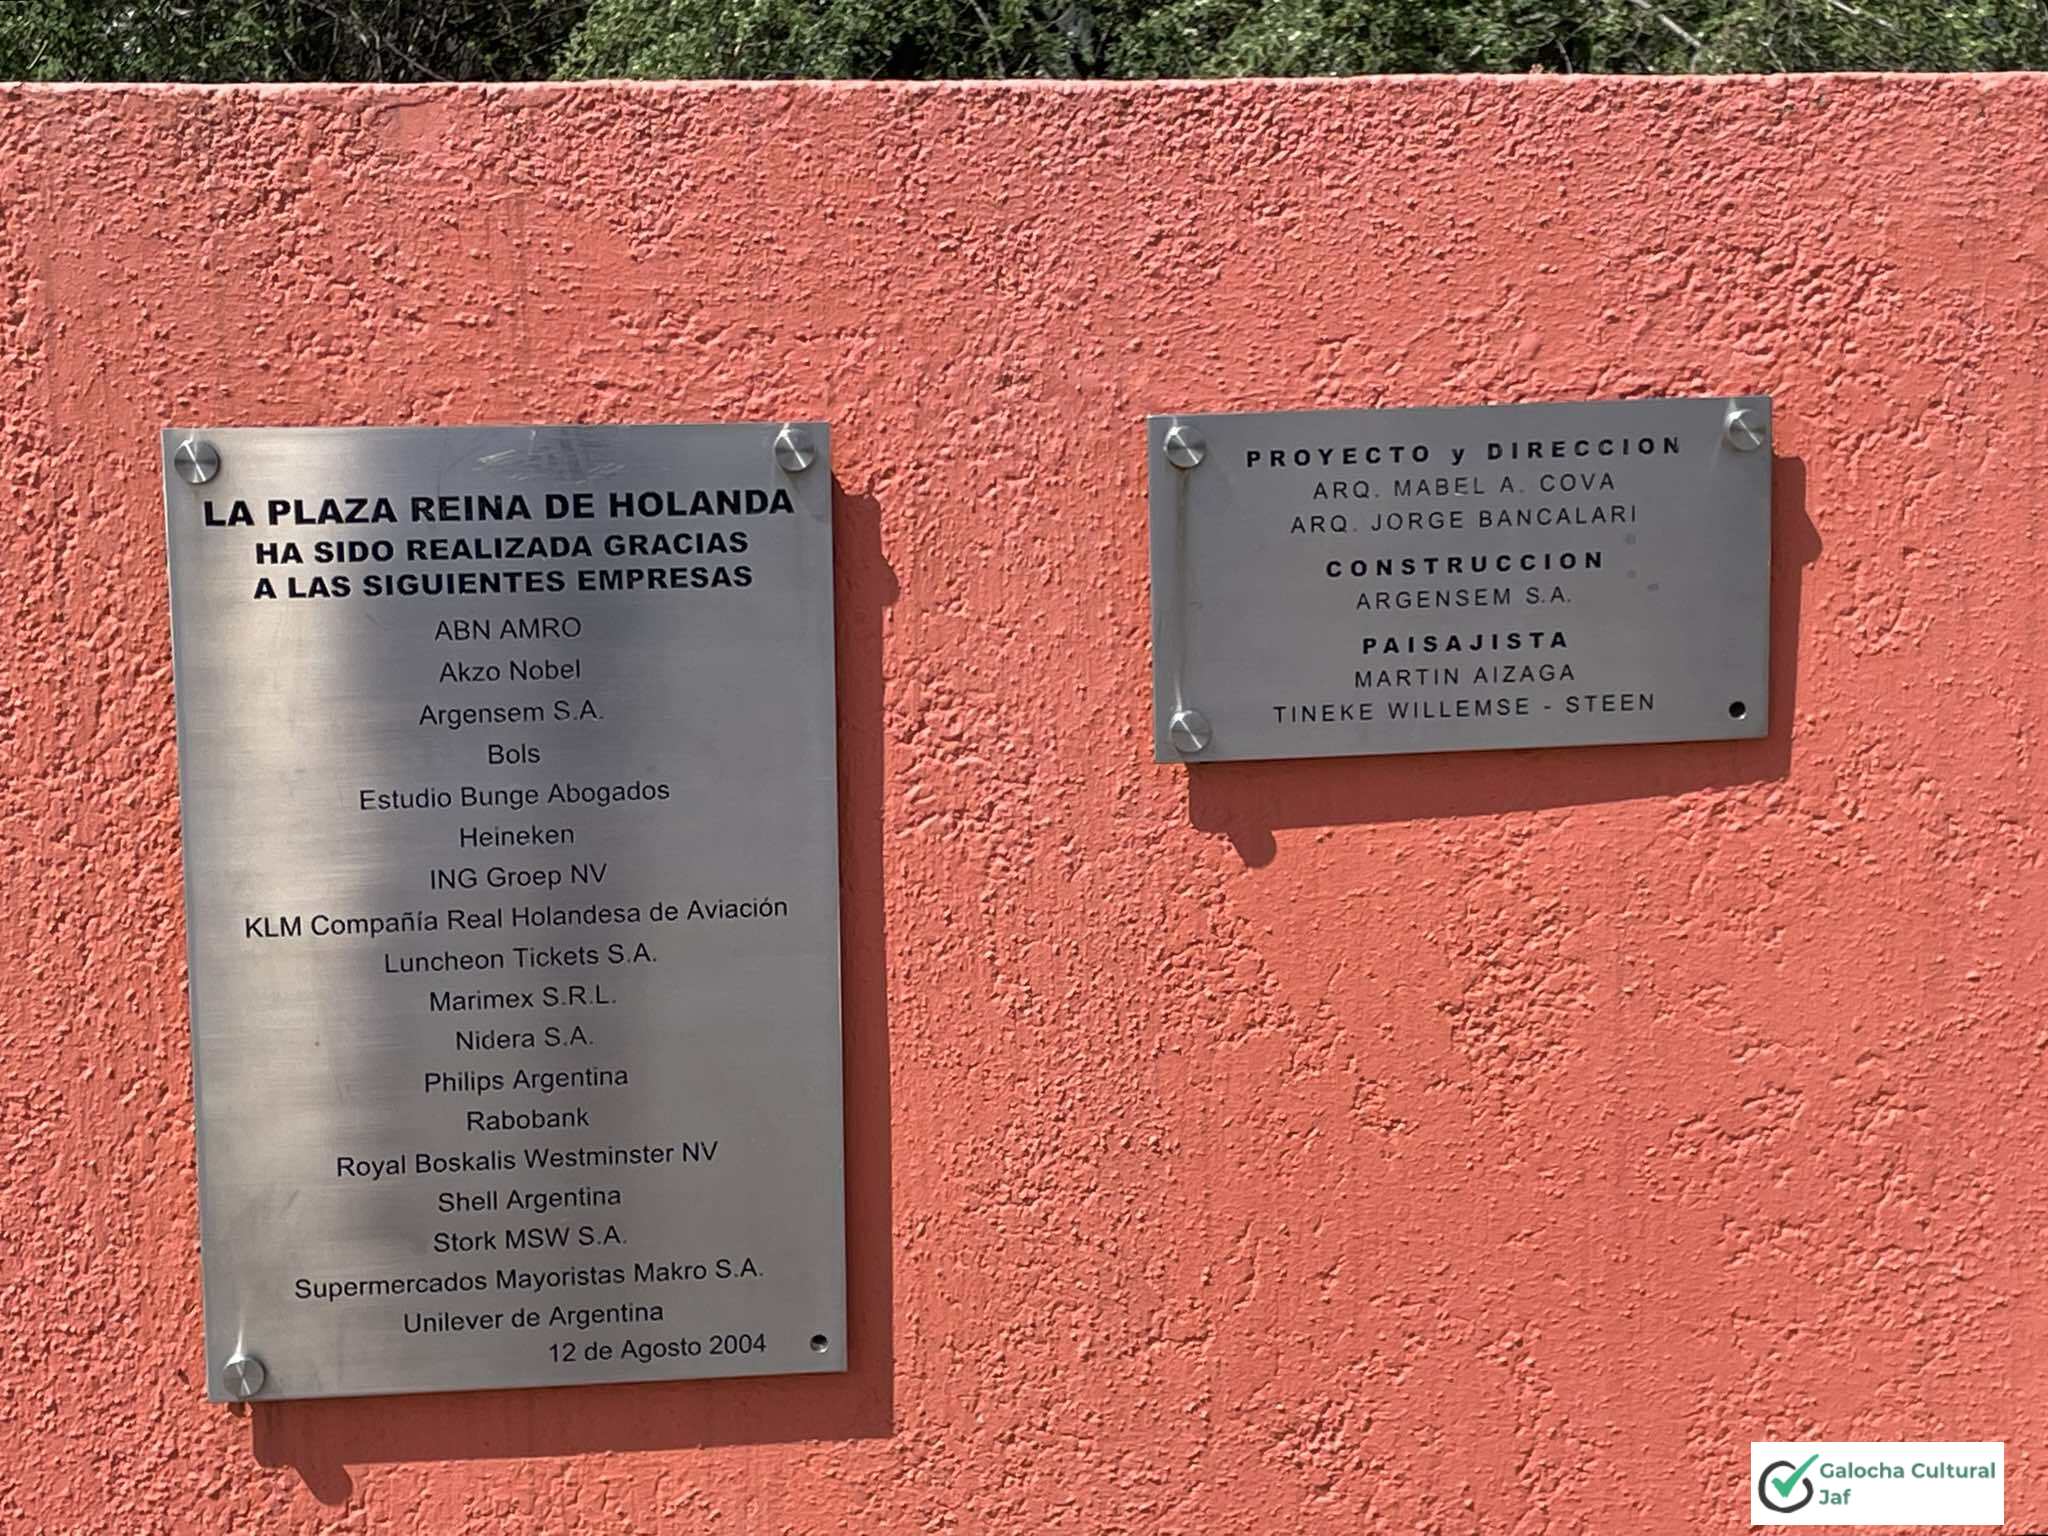 LA PLAZA REINA DE HOLANDA
HA SIDO REALIZADA GRACIAS
A LAS SIGUIENTES EMPRESAS
ABN AMRO
Akzo Nobel
Argensem S.A.
Bols
Estudio Bunge Abogados
Heineken
ING Groep NV
KLM Compañía Real Holandesa de Aviación
Luncheon Tickets S.A.
Marimex S.R.L.
Nidera S.A.
Philips Argentina
Rabobank
Royal Boskalis Westminster NV
Shell Argentina
Stork MSW S.A.
Supermercados Mayoristas Makro S.A.
Unilever de Argentina
12 de Agosto 2004
PROYECTO y DIRECCION
ARQ. MABEL A. COVA
ARQ. JORGE BANCALARI
CONSTRUCCION
ARGENSEM S.A.
PAISAJISTA
MARTIN AIZAGA
TINEKE WILLEMSE - STEEN
Galocha Cultural
Jaf